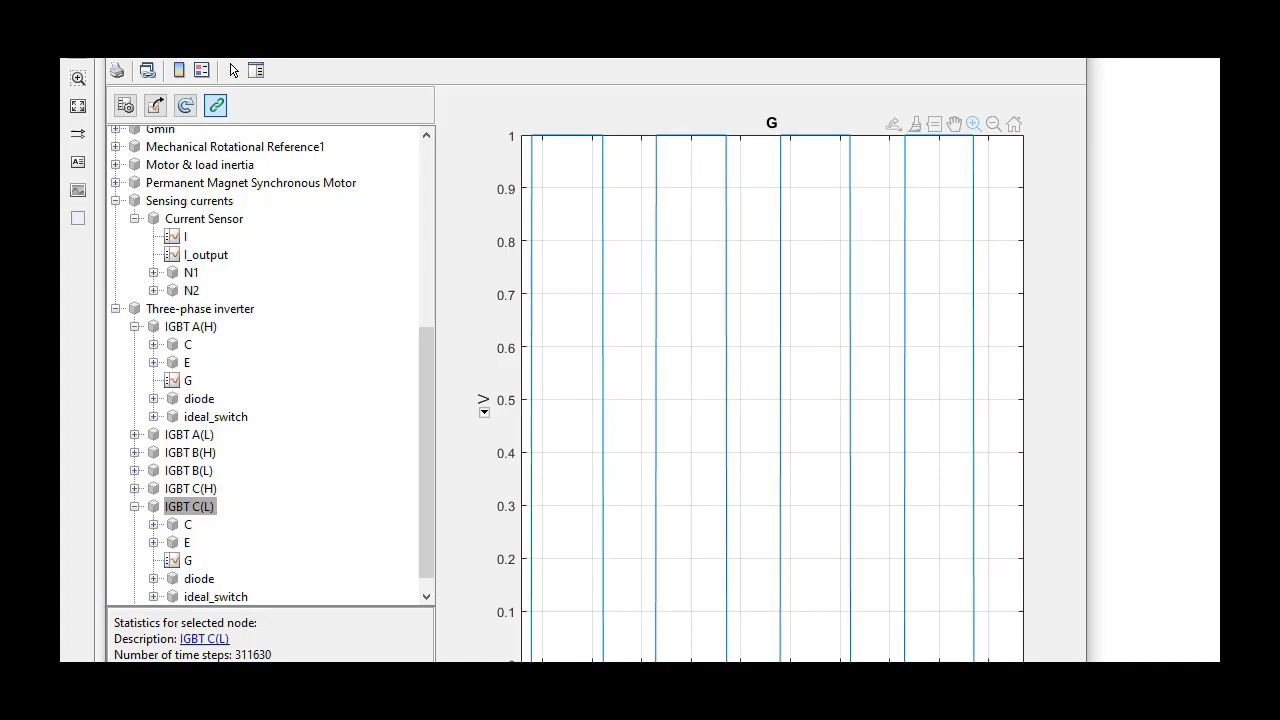 Gmin
Mechanical Rotational Reference1
Motor & load inertia
Permanent Magnet Synchronous Motor
Sensing currents
Current Sensor
I
I_output
N1
N2
Three-phase inverter
IGBT A(H)
C
E
G
diode
ideal_switch
IGBT A(L)
IGBT B(H)
IGBT B(L)
IGBT C(H)
IGBT C(L)
C
E
G
diode
ideal_switch
Statistics for selected node:
Description: IGBT C(L)
Number of time steps: 311630
G
1
0.9
0.8
0.7
0.6
0.5
0.4
0.3
0.2
0.1
V